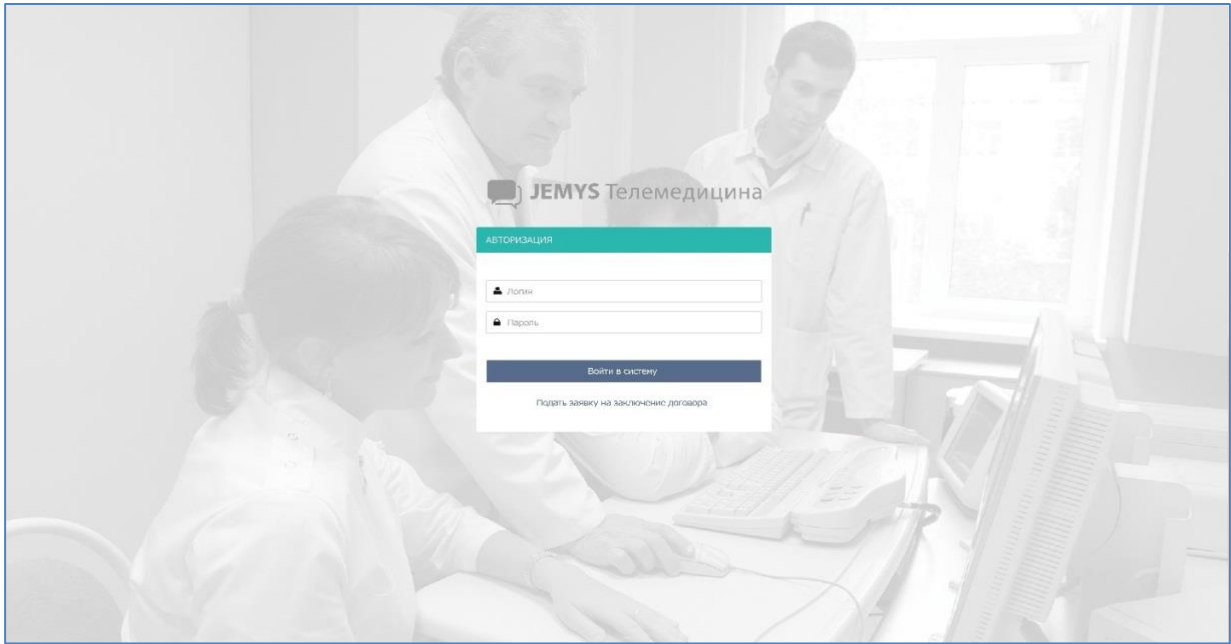 JEMYS Телемедицина
АВТОРИЗАЦИЯ
Логин
Пароль
Войти в систему
Подать заявку на заключение договора